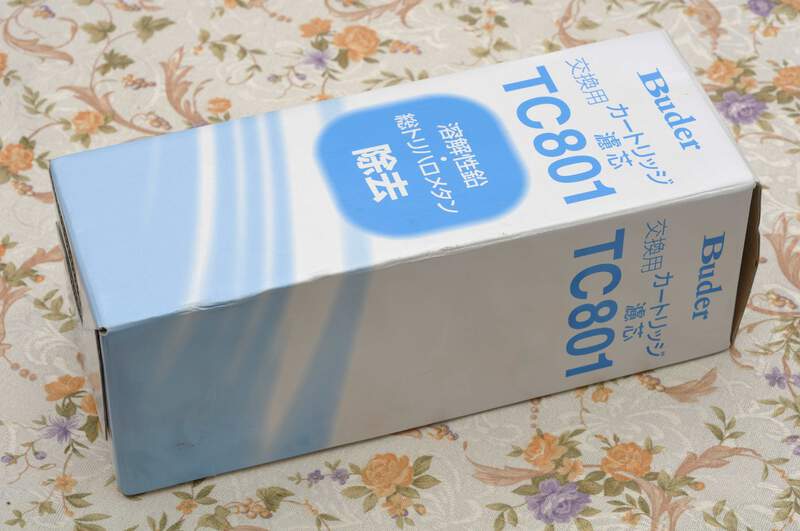 Buder
交換用 カートリッジ
濾芯
TC801
溶解性鉛
・
総トリハロメタン
除去
Buder
交換用 カートリッジ
濾芯
TC801